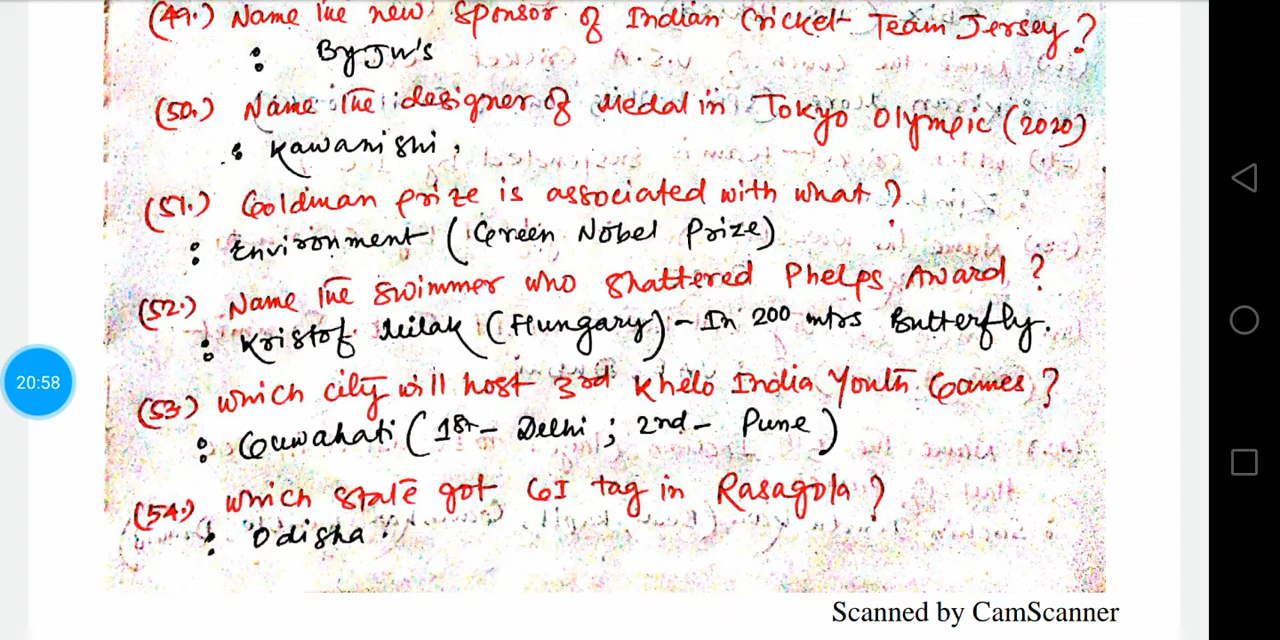 (49.) Name the new sponsor of Indian Cricket Team Jersey?
: ByJu's
(50.) Name the designer of Medal in Tokyo Olympic (2020)
: Kawanishi.
(51.) Goldman prize is associated with what?
: Environment (Green Nobel Prize)
(52.) Name the swimmer who shattered Phelps Award?
: Kristof Milak (Hungary) - In 200 mtrs Butterfly.
20:58
(53.) which city will host 3rd Khelo India Youth Games?
: Guwahati (1st - Delhi ; 2nd - Pune)
(54.) which state got GI tag in Rasagola?
: Odisha.
Scanned by CamScanner